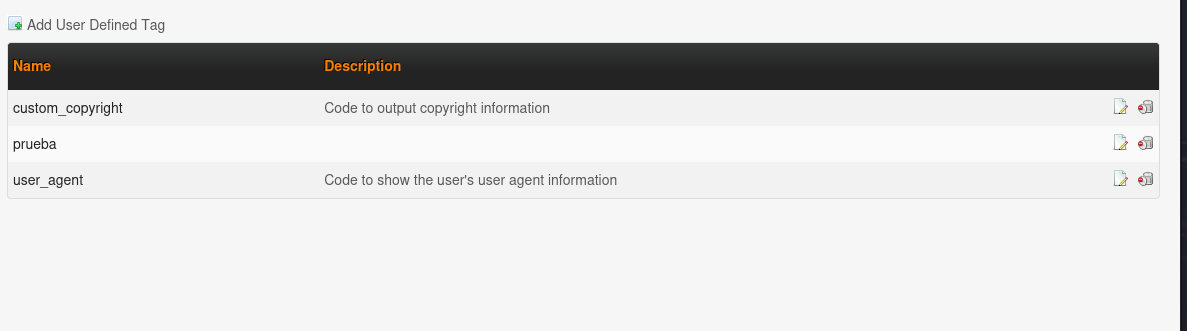 Add User Defined Tag
Name Description
custom_copyright Code to output copyright information
prueba
user_agent Code to show the user's user agent information